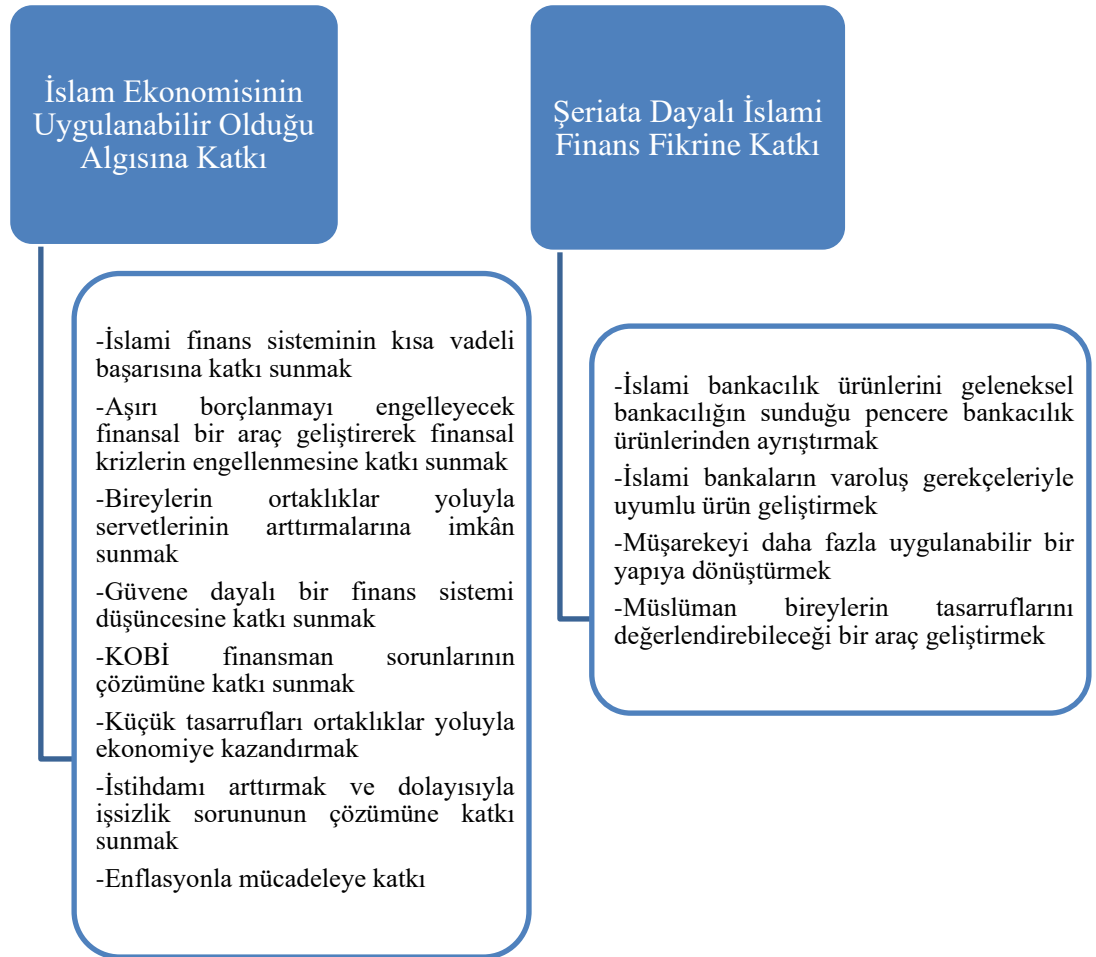 İslam Ekonomisinin
Uygulanabilir Olduğu
Algısına Katkı
-İslami finans sisteminin kısa vadeli
başarısına katkı sunmak
-Aşırı borçlanmayı engelleyecek
finansal bir araç geliştirerek finansal
krizlerin engellenmesine katkı sunmak
-Bireylerin ortaklıklar yoluyla
servetlerinin arttırmalarına imkân
sunmak
-Güvene dayalı bir finans sistemi
düşüncesine katkı sunmak
-KOBİ finansman sorunlarının
çözümüne katkı sunmak
-Küçük tasarrufları ortaklıklar yoluyla
ekonomiye kazandırmak
-İstihdamı arttırmak ve dolayısıyla
işsizlik sorununun çözümüne katkı
sunmak
-Enflasyonla mücadeleye katkı
Şeriata Dayalı İslami
Finans Fikrine Katkı
-İslami bankacılık ürünlerini geleneksel
bankacılığın sunduğu pencere bankacılık
ürünlerinden ayrıştırmak
-İslami bankaların varoluş gerekçeleriyle
uyumlu ürün geliştirmek
-Müşarekeyi daha fazla uygulanabilir bir
yapıya dönüştürmek
-Müslüman bireylerin tasarruflarını
değerlendirebileceği bir araç geliştirmek